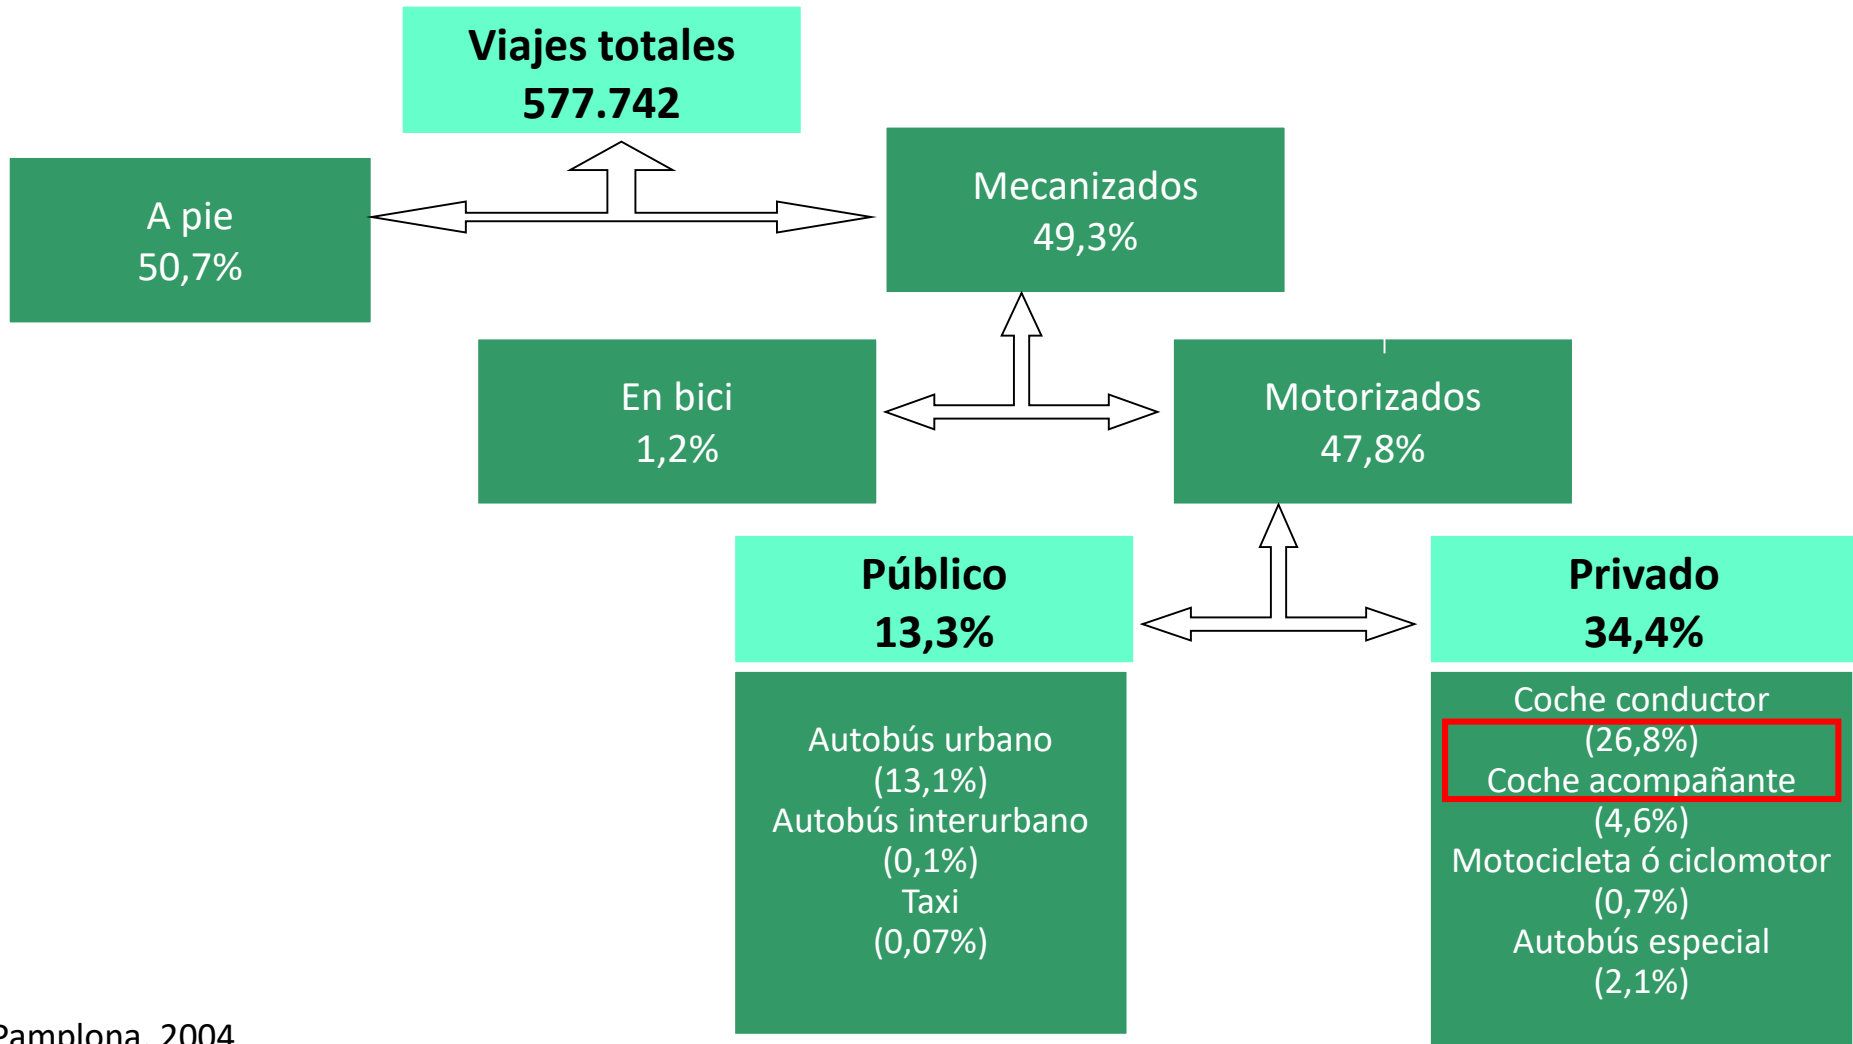 Viajes totales
577.742
A pie
50,7%
Mecanizados
49,3%
En bici
1,2%
Motorizados
47,8%
Público
13,3%
Autobús urbano
(13,1%)
Autobús interurbano
(0,1%)
Taxi
(0,07%)
Privado
34,4%
Coche conductor
(26,8%)
Coche acompañante
(4,6%)
Motocicleta ó ciclomotor
(0,7%)
Autobús especial
(2,1%)
Pamplona, 2004